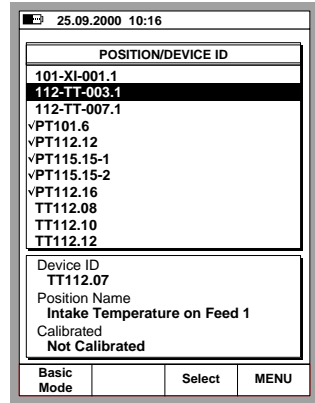 25.09.2000 10:16
POSITION/DEVICE ID
101-XI-001.1
112-TT-003.1
112-TT-007.1
√PT101.6
√PT112.12
√PT115.15-1
√PT115.15-2
√PT112.16
TT112.08
TT112.10
TT112.12
Device ID
TT112.07
Position Name
Intake Temperature on Feed 1
Calibrated
Not Calibrated
Basic Mode Select MENU